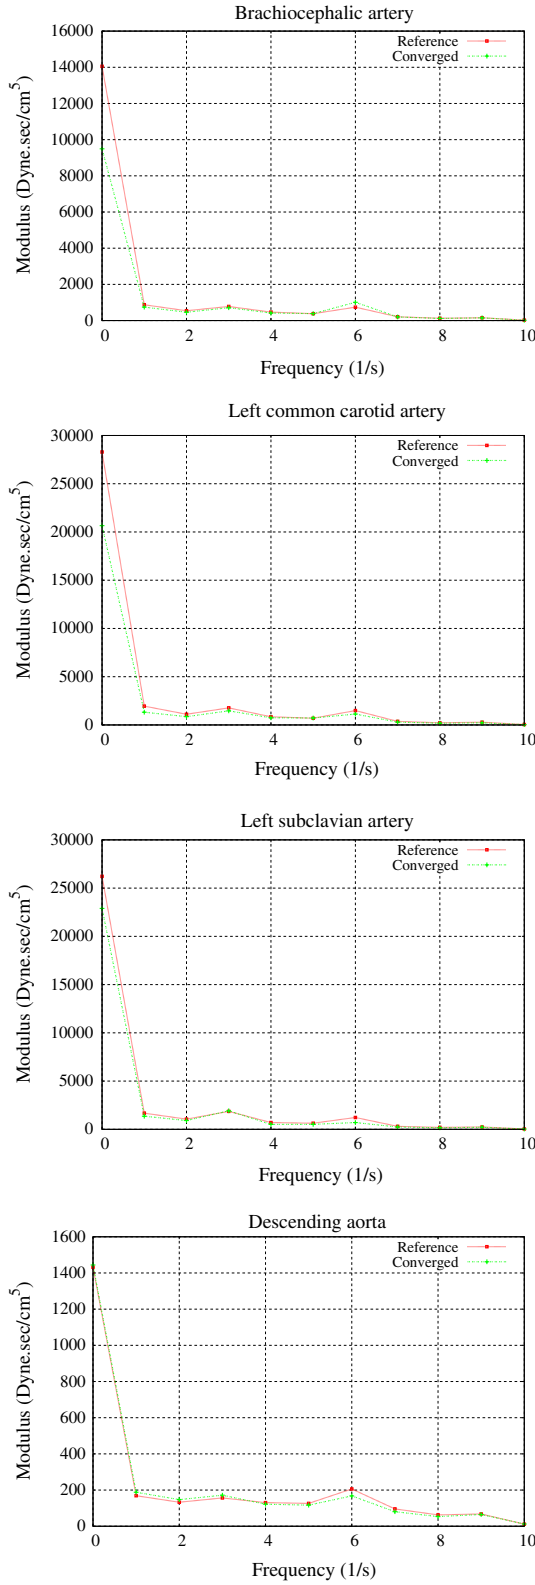 Brachiocephalic artery
16000
14000
12000
10000
8000
6000
4000
2000
0
Modulus (Dyne.sec/cm5)
Reference
Converged
0 2 4 6 8 10
Frequency (1/s)
Left common carotid artery
30000
25000
20000
15000
10000
5000
0
Modulus (Dyne.sec/cm5)
Reference
Converged
0 2 4 6 8 10
Frequency (1/s)
Left subclavian artery
30000
25000
20000
15000
10000
5000
0
Modulus (Dyne.sec/cm5)
Reference
Converged
0 2 4 6 8 10
Frequency (1/s)
Descending aorta
1600
1400
1200
1000
800
600
400
200
0
Modulus (Dyne.sec/cm5)
Reference
Converged
0 2 4 6 8 10
Frequency (1/s)